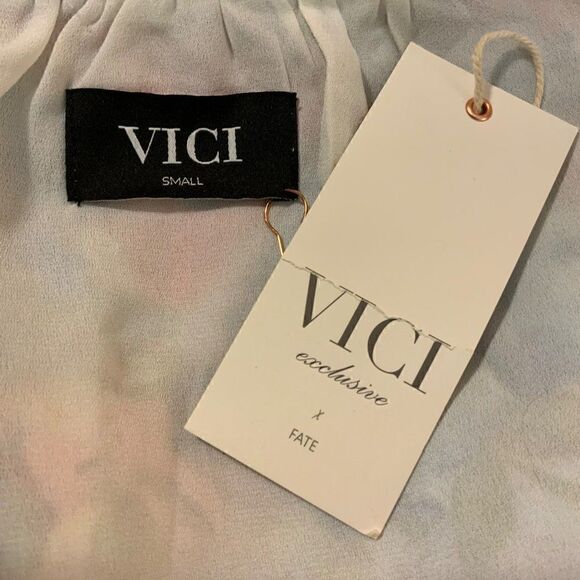 VICI
SMALL
VICI
exclusive
X
FATE